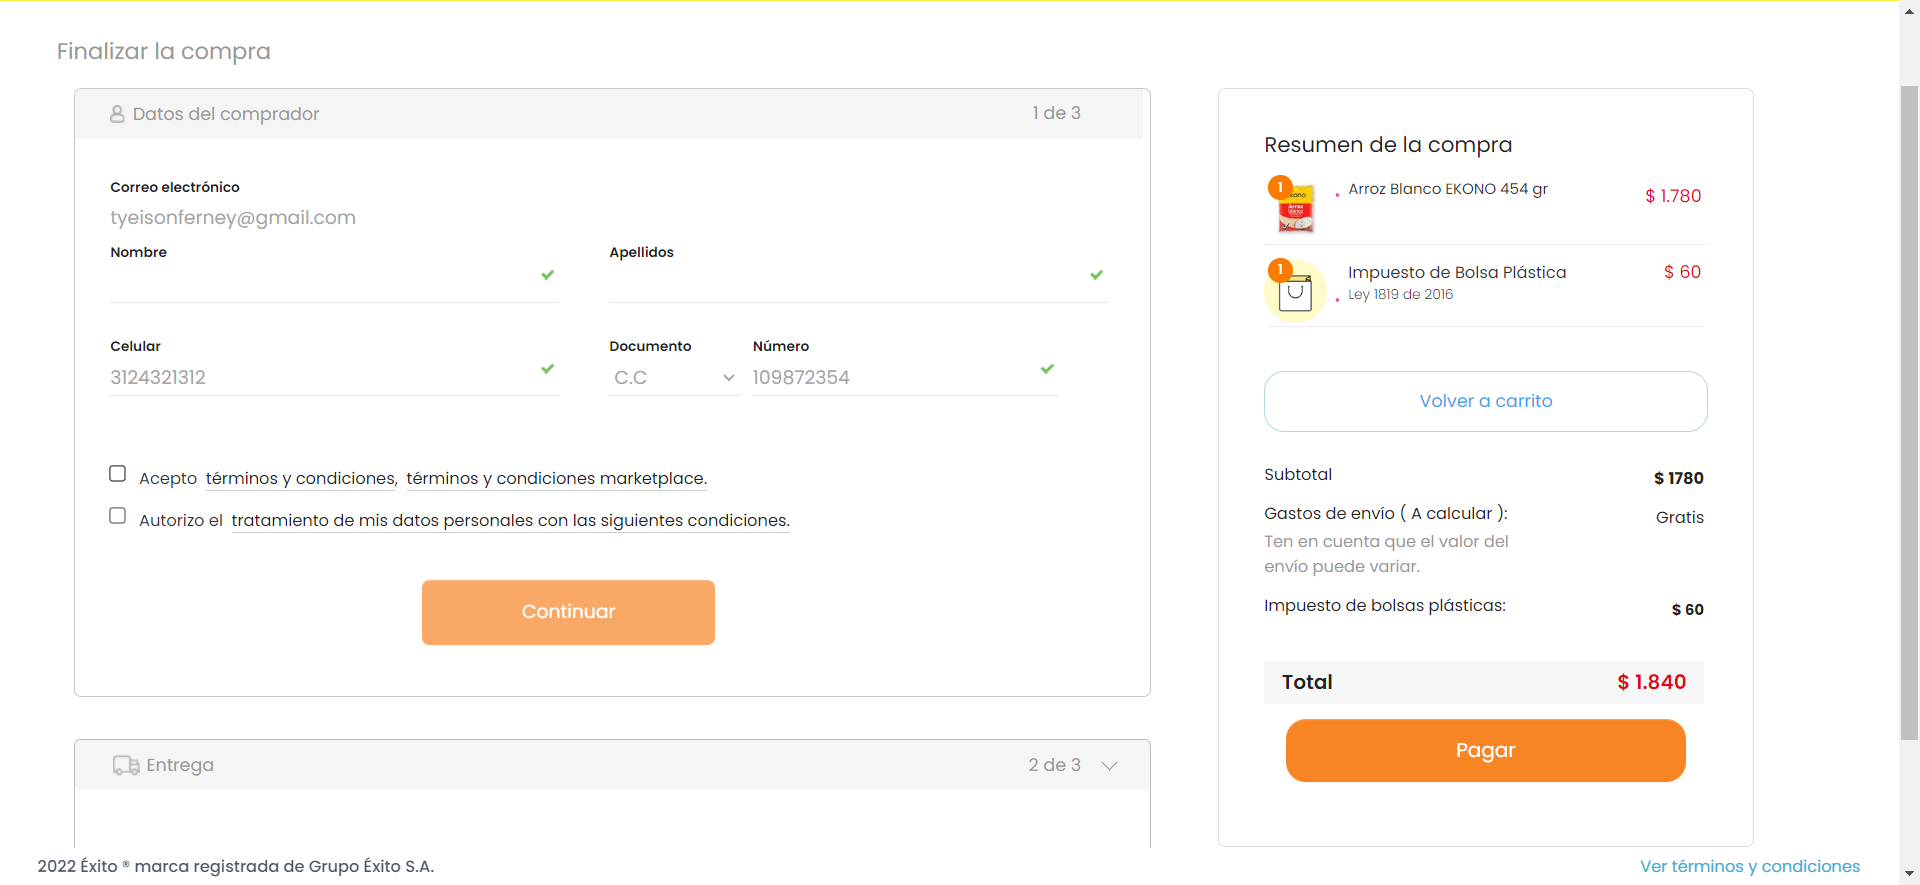 Finalizar la compra
Datos del comprador
1 de 3
Correo electrónico
tyeisonferney@gmail.com
Nombre
Apellidos
Celular
3124321312
Documento
C.C
Número
109872354
Acepto términos y condiciones, términos y condiciones marketplace.
Autorizo el tratamiento de mis datos personales con las siguientes condiciones.
Continuar
Entrega
2 de 3
Resumen de la compra
1
Arroz Blanco EKONO 454 gr
$ 1.780
1
Impuesto de Bolsa Plástica
$ 60
Ley 1819 de 2016
Volver a carrito
Subtotal
$ 1780
Gastos de envío ( A calcular ):
Gratis
Ten en cuenta que el valor del
envío puede variar.
Impuesto de bolsas plásticas:
$ 60
Total
$ 1.840
Pagar
2022 Éxito ® marca registrada de Grupo Éxito S.A.
Ver términos y condiciones